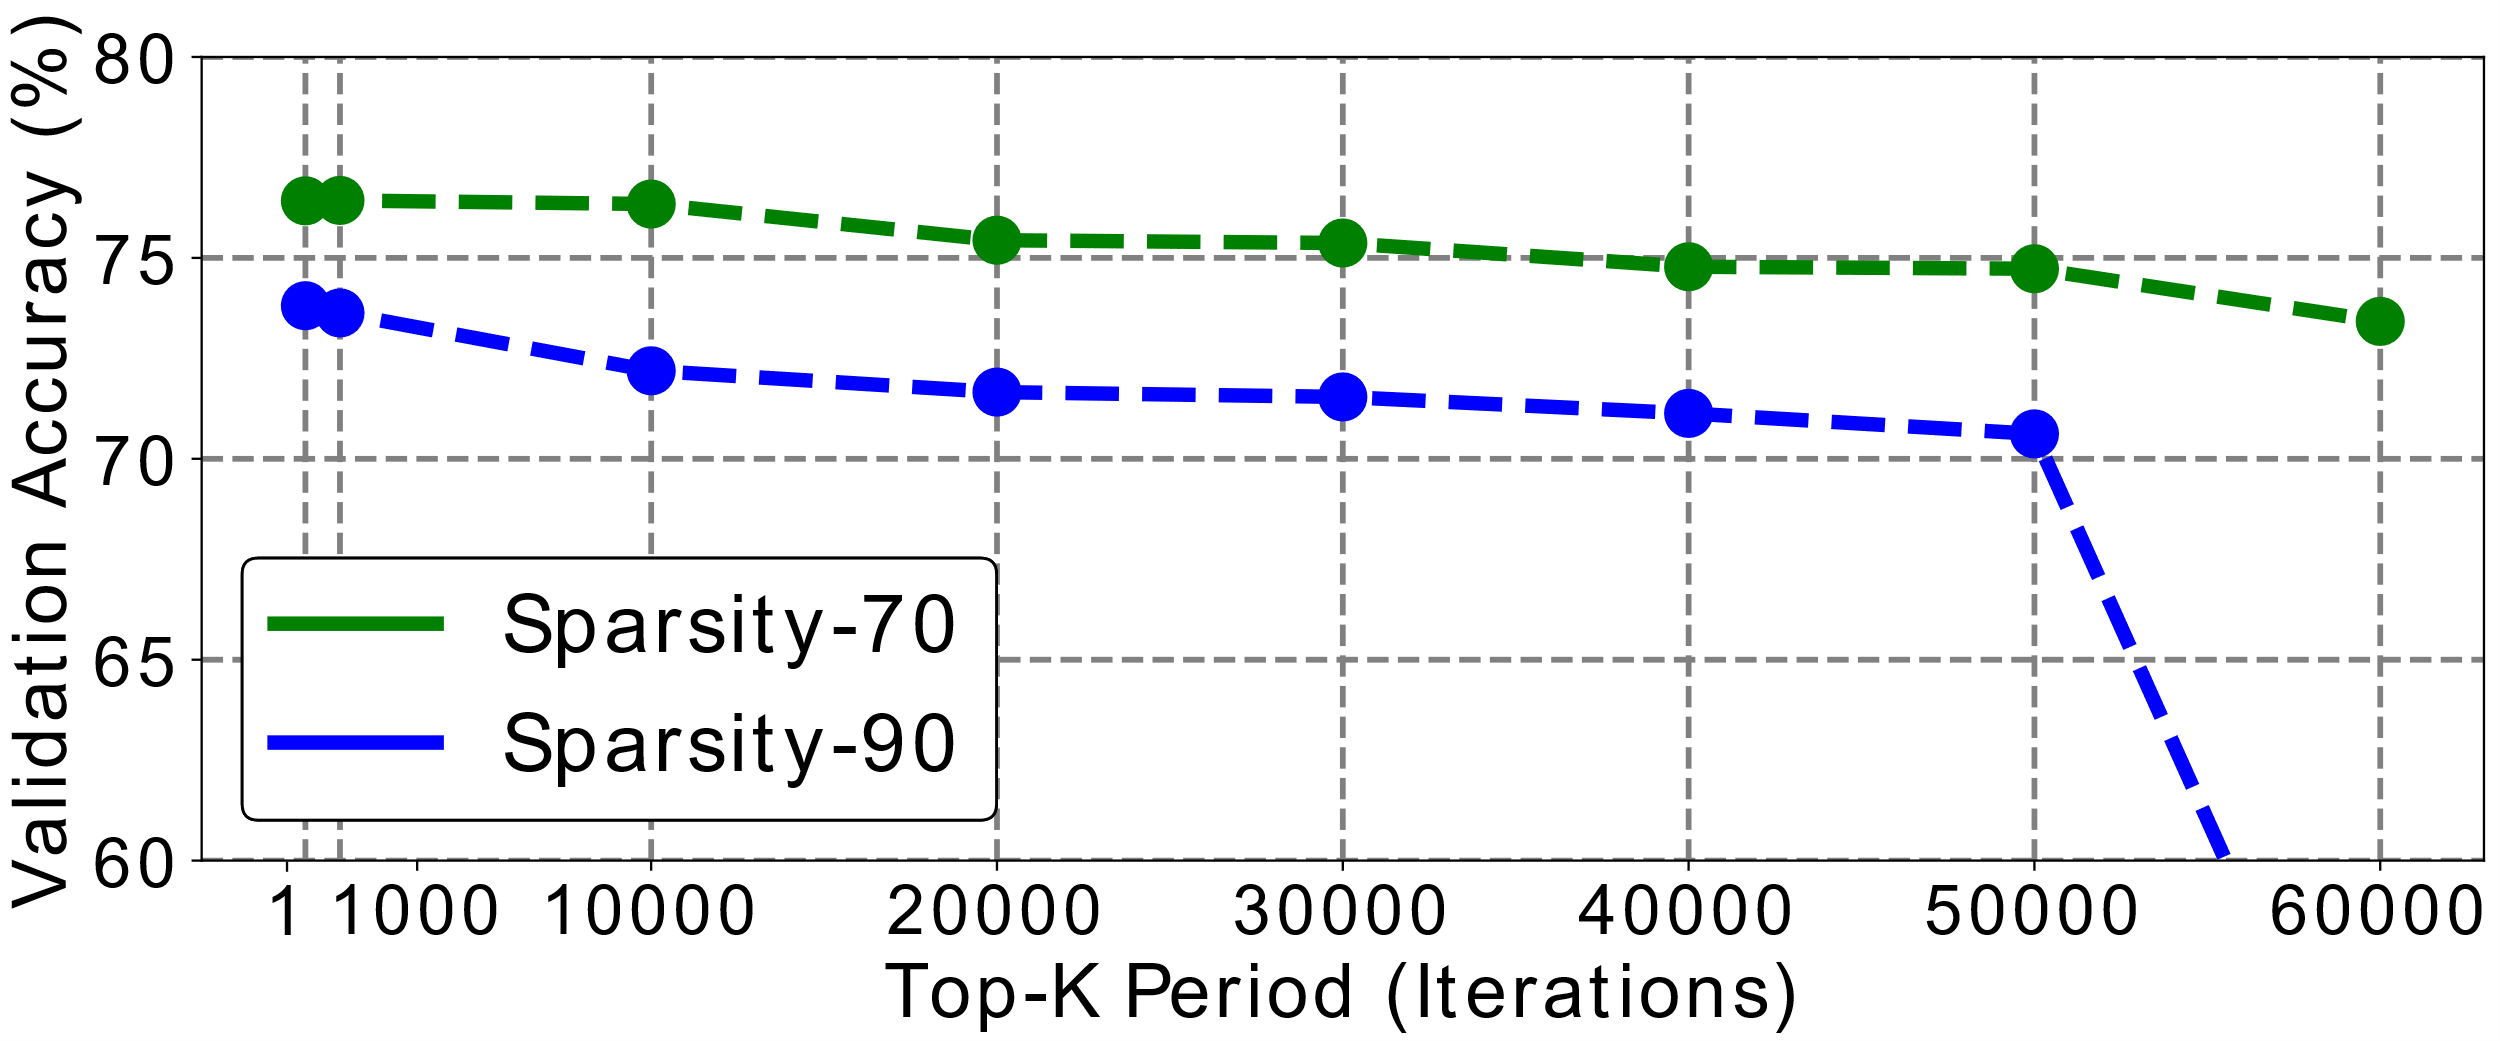 Validation Accuracy (%)
80
75
70
65
60
Sparsity-70
Sparsity-90
1 1000 10000 20000 30000 40000 50000 60000
Top-K Period (Iterations)